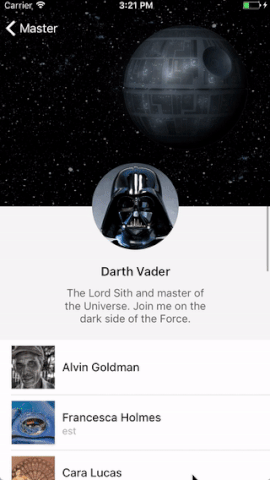 Carrier 3:21 PM
Master
Darth Vader
The Lord Sith and master of
the Universe. Join me on the
dark side of the Force.
Alvin Goldman
Francesca Holmes
est
Cara Lucas